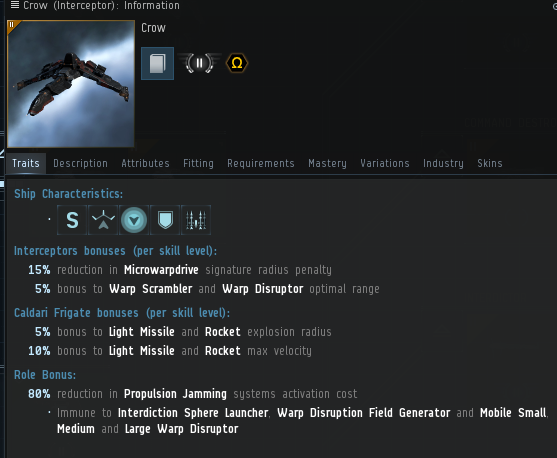 Crow (Interceptor): Information
II
Crow
II Ω
Traits Description Attributes Fitting Requirements Mastery Variations Industry Skins
Ship Characteristics:
· S
Interceptors bonuses (per skill level):
15% reduction in Microwarpdrive signature radius penalty
5% bonus to Warp Scrambler and Warp Disruptor optimal range
Caldari Frigate bonuses (per skill level):
5% bonus to Light Missile and Rocket explosion radius
10% bonus to Light Missile and Rocket max velocity
Role Bonus:
80% reduction in Propulsion Jamming systems activation cost
· Immune to Interdiction Sphere Launcher, Warp Disruption Field Generator and Mobile Small,
Medium and Large Warp Disruptor